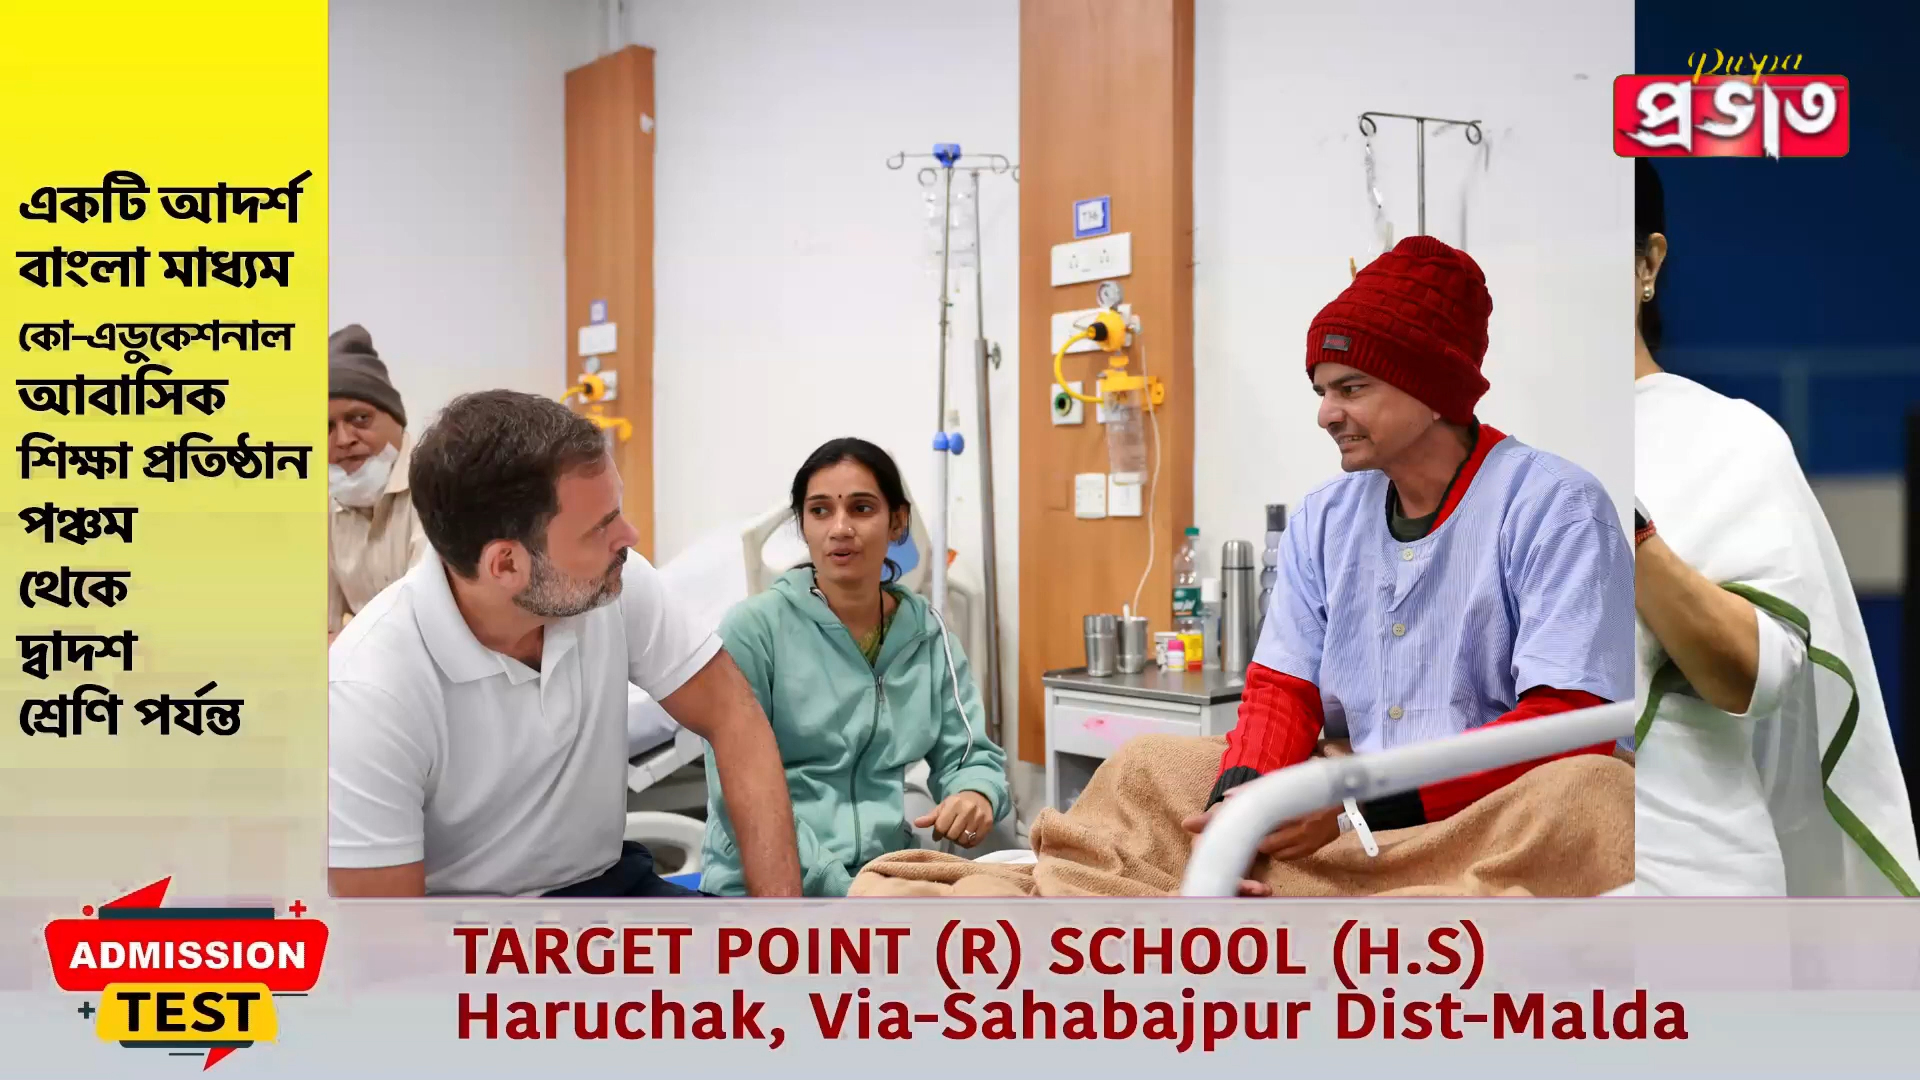 একটি আদর্শ
বাংলা মাধ্যম
কো-এডুকেশনাল
আবাসিক
শিক্ষা প্রতিষ্ঠান
পঞ্চম
থেকে
দ্বাদশ
শ্রেণি পর্যন্ত
Puspa
প্রভাত
ADMISSION
TEST
TARGET POINT (R) SCHOOL (H.S)
Haruchak, Via-Sahabajpur Dist-Malda